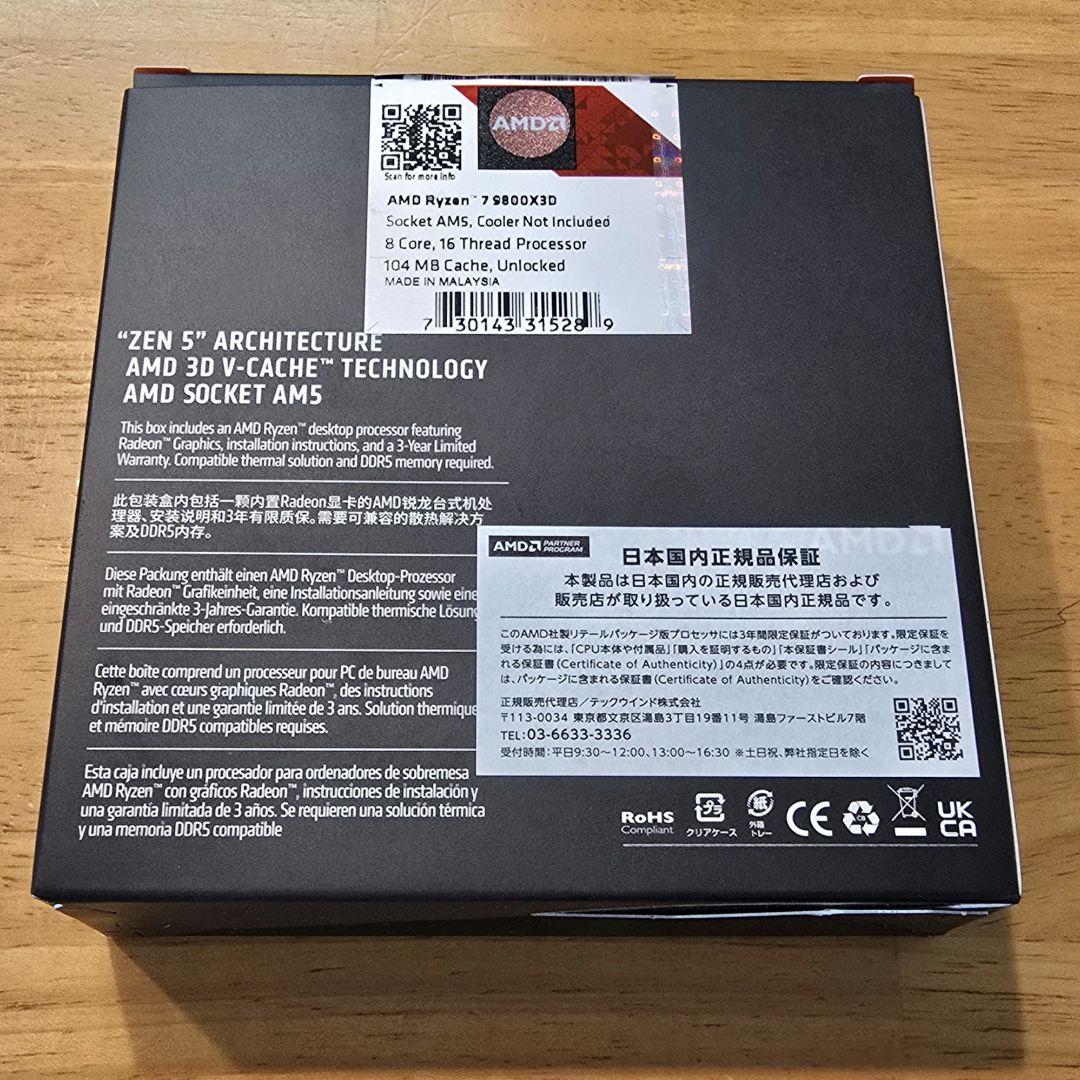 AMD
Scan for more info
AMD Ryzen™ 7 9800X3D
Socket AM5, Cooler Not Included
8 Core, 16 Thread Processor
104 MB Cache, Unlocked
MADE IN MALAYSIA
7 30143 31528 9
“ZEN 5” ARCHITECTURE
AMD 3D V-CACHE™ TECHNOLOGY
AMD SOCKET AM5
This box includes an AMD Ryzen™ desktop processor featuring
Radeon™ Graphics, installation instructions, and a 3-Year Limited
Warranty. Compatible thermal solution and DDR5 memory required.
此包装盒内包括一颗内置Radeon显卡的AMD锐龙台式机处
理器、安装说明和3年有限质保。需要可兼容的散热解决方
案及DDR5内存。
Diese Packung enthält einen AMD Ryzen™ Desktop-Prozessor
mit Radeon™ Grafikeinheit, eine Installationsanleitung sowie eine
eingeschränkte 3-Jahres-Garantie. Kompatible thermische Lösung
und DDR5-Speicher erforderlich.
Cette boîte comprend un processeur pour PC de bureau AMD
Ryzen™ avec cœurs graphiques Radeon™, des instructions
d'installation et une garantie limitée de 3 ans. Solution thermique
et mémoire DDR5 compatibles requises.
Esta caja incluye un procesador para ordenadores de sobremesa
AMD Ryzen™ con gráficos Radeon™, instrucciones de instalación y
una garantía limitada de 3 años. Se requieren una solución térmica
y una memoria DDR5 compatible
AMD PARTNER PROGRAM
AMD
日本国内正規品保証
本製品は日本国内の正規販売代理店および
販売店が取り扱っている日本国内正規品です。
このAMD社製リテールパッケージ版プロセッサには3年間限定保証がついております。限定保証を
受ける為には、「CPU本体や付属品」「購入を証明するもの」「本保証書シール」「パッケージに含ま
れる保証書(Certificate of Authenticity)」の4点が必要です。限定保証の内容につきまして
は、パッケージに含まれる保証書(Certificate of Authenticity)をご確認ください。
正規販売代理店/テックウインド株式会社
〒113-0034 東京都文京区湯島3丁目19番11号 湯島ファーストビル7階
TEL:03-6633-3336
受付時間:平日9:30～12:00、13:00～16:30 ※土日祝、弊社指定日を除く
RoHS
Compliant
プラ
クリアケース
紙
外箱
トレー
CE
CB
UK
CA